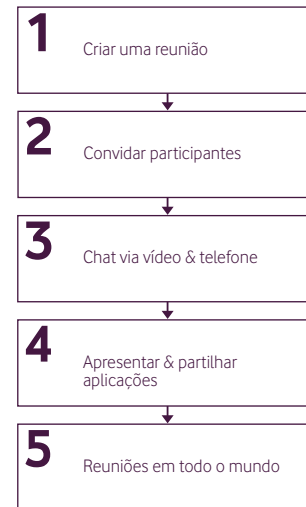 1
Criar uma reunião
2
Convidar participantes
3
Chat via vídeo & telefone
4
Apresentar & partilhar
aplicações
5
Reuniões em todo o mundo